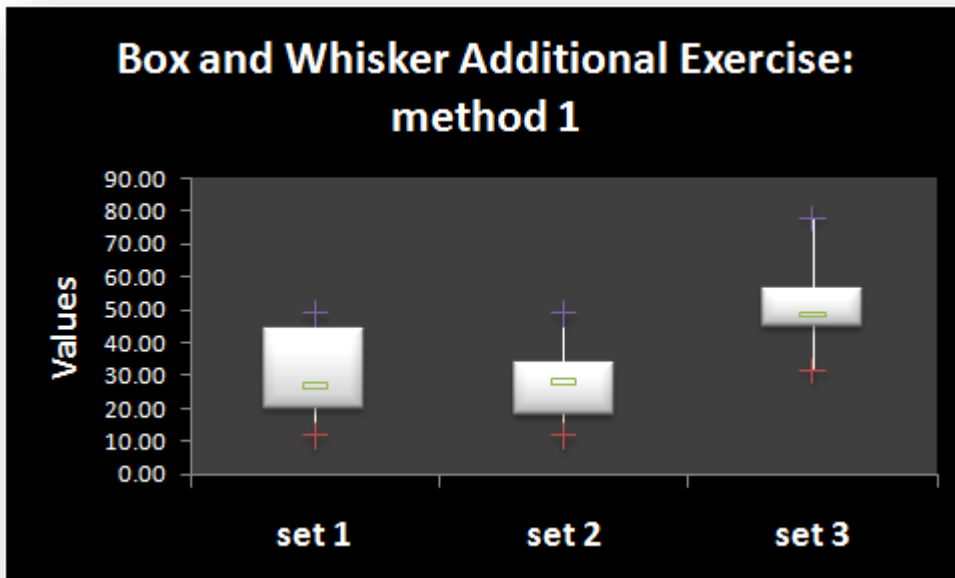 Box and Whisker Additional Exercise:
method 1
Values
90.00
80.00
70.00
60.00
50.00
40.00
30.00
20.00
10.00
0.00
set 1 set 2 set 3